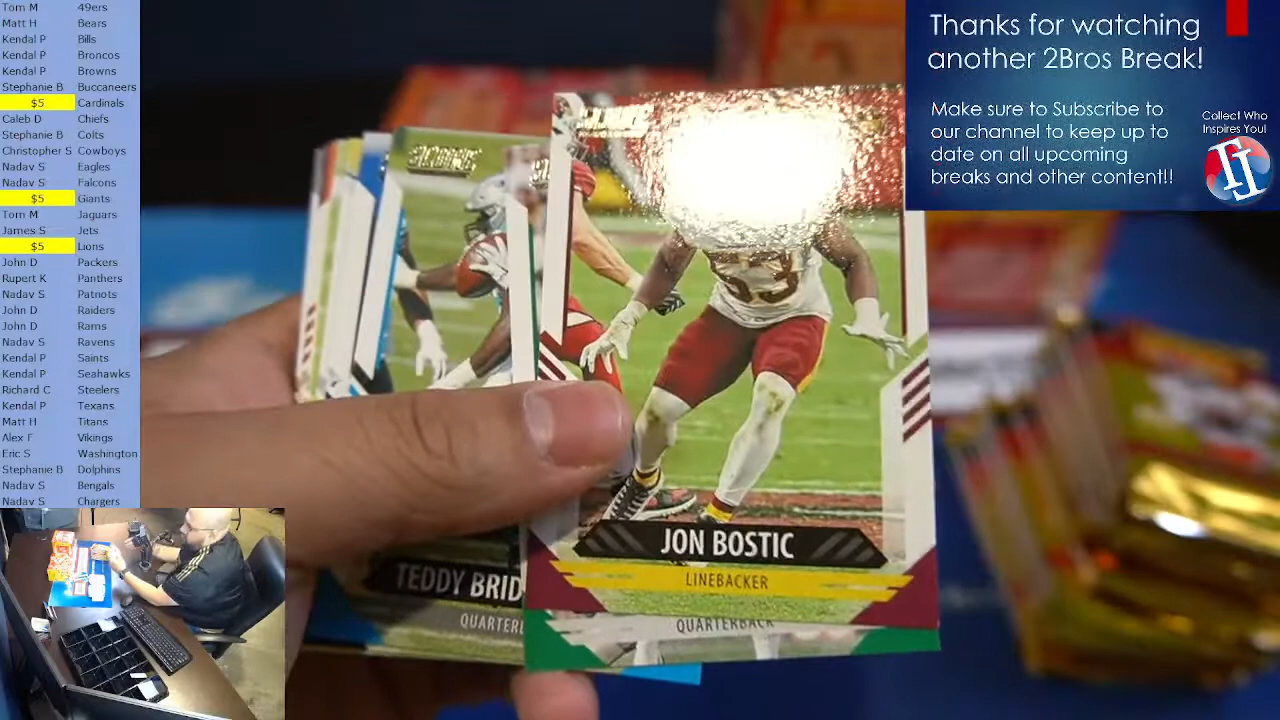 Tom M 49ers
Matt H Bears
Kendal P Bills
Kendal P Broncos
Kendal P Browns
Stephanie B Buccaneers
$5 Cardinals
Caleb D Chiefs
Stephanie B Colts
Christopher S Cowboys
Nadav S Eagles
Nadav S Falcons
$5 Giants
Tom M Jaguars
James S Jets
$5 Lions
John D Packers
Rupert K Panthers
Nadav S Patriots
John D Raiders
John D Rams
Nadav S Ravens
Kendal P Saints
Kendal P Seahawks
Richard C Steelers
Kendal P Texans
Matt H Titans
Alex F Vikings
Eric S Washington
Stephanie B Dolphins
Nadav S Bengals
Nadav S Chargers
Thanks for watching
another 2Bros Break!
Make sure to Subscribe to
our channel to keep up to
date on all upcoming
breaks and other content!!
Collect Who
Inspires You!
SCORE
53
JON BOSTIC
LINEBACKER
TEDDY BRID
QUARTER
QUARTERBACK